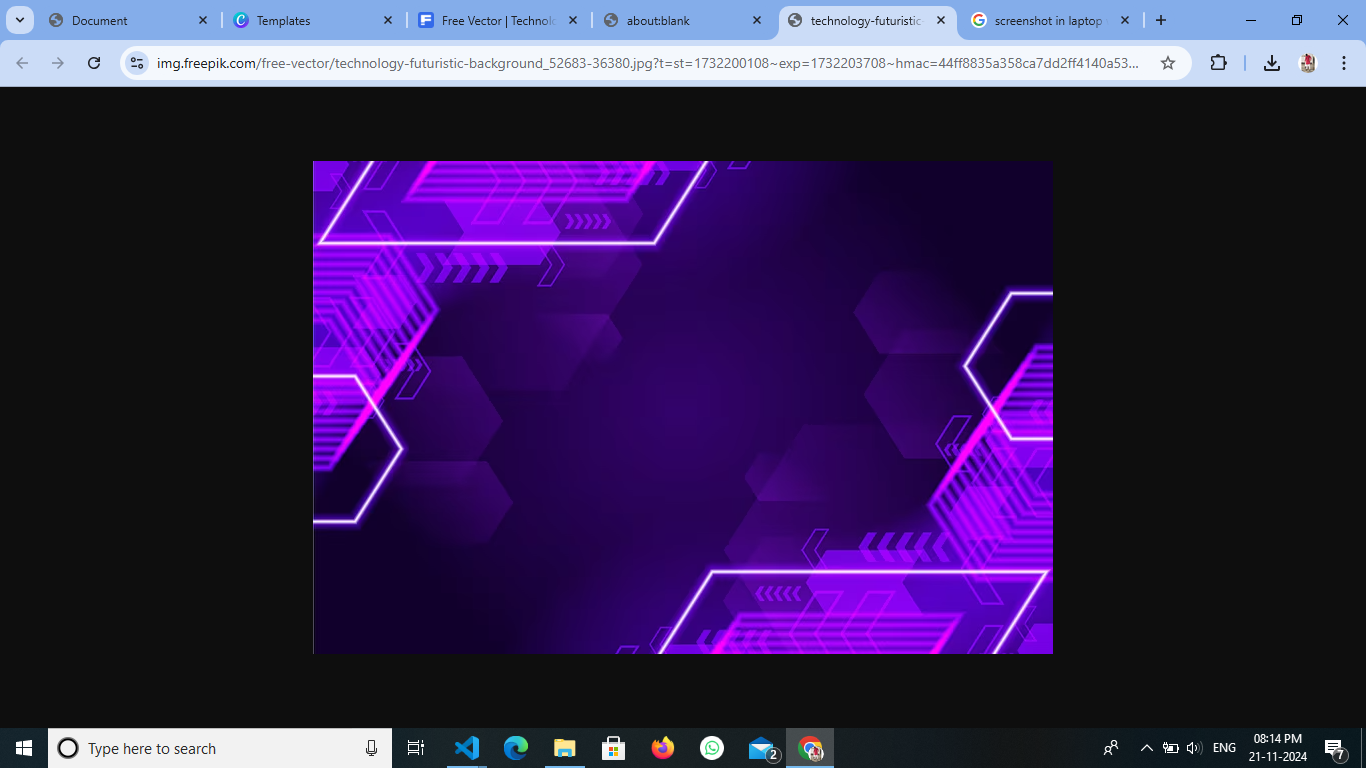 Document
Templates
Free Vector | Technolo
about:blank
technology-futuristic-
screenshot in laptop
img.freepik.com/free-vector/technology-futuristic-background_52683-36380.jpg?t=st=1732200108~exp=1732203708~hmac=44ff8835a358ca7dd2ff4140a53...
Type here to search
2
ENG
08:14 PM
21-11-2024
7